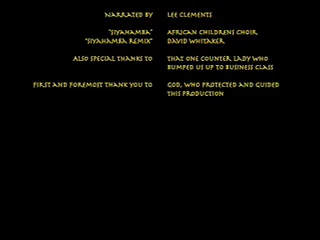 NARRATED BY LEE CLEMENTS
"SIYAHAMBA" AFRICAN CHILDRENS CHOIR
"SIYAHAMBA REMIX" DAVID WHITAKER
ALSO SPECIAL THANKS TO THAT ONE COUNTER LADY WHO
BUMPED US UP TO BUSINESS CLASS
FIRST AND FOREMOST THANK YOU TO GOD, WHO PROTECTED AND GUIDED
THIS PRODUCTION